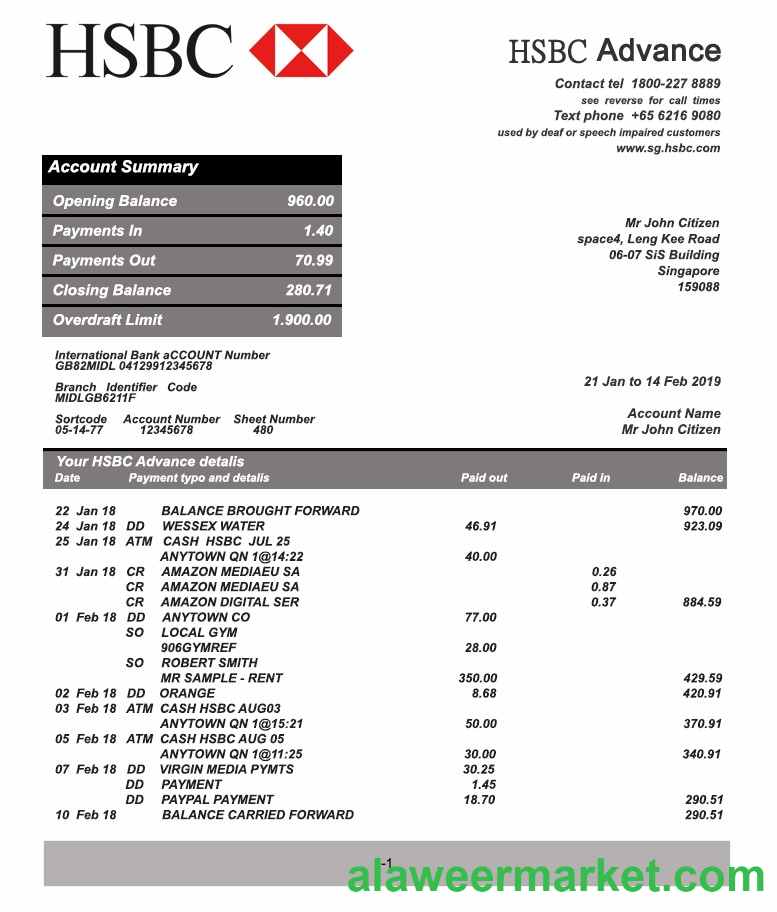 HSBC
HSBC Advance
Contact tel 1800-227 8889
see reverse for call times
Text phone +65 6216 9080
used by deaf or speech impaired customers
www.sg.hsbc.com
Account Summary
Opening Balance 960.00
Payments In 1.40
Payments Out 70.99
Closing Balance 280.71
Overdraft Limit 1.900.00
Mr John Citizen
space4, Leng Kee Road
06-07 SiS Building
Singapore
159088
International Bank aCCOUNT Number
GB82MIDL 04129912345678
Branch Identifier Code
MIDLGB6211F
21 Jan to 14 Feb 2019
Account Name
Mr John Citizen
Sortcode Account Number Sheet Number
05-14-77 12345678 480
Your HSBC Advance detalis
Date Payment typo and detalis Paid out Paid in Balance
22 Jan 18 BALANCE BROUGHT FORWARD 970.00
24 Jan 18 DD WESSEX WATER 46.91 923.09
25 Jan 18 ATM CASH HSBC JUL 25
ANYTOWN QN 1@14:22 40.00
31 Jan 18 CR AMAZON MEDIAEU SA 0.26
CR AMAZON MEDIAEU SA 0.87
CR AMAZON DIGITAL SER 0.37 884.59
01 Feb 18 DD ANYTOWN CO 77.00
SO LOCAL GYM
906GYMREF 28.00
SO ROBERT SMITH
MR SAMPLE - RENT 350.00 429.59
02 Feb 18 DD ORANGE 8.68 420.91
03 Feb 18 ATM CASH HSBC AUG03
ANYTOWN QN 1@15:21 50.00 370.91
05 Feb 18 ATM CASH HSBC AUG 05
ANYTOWN QN 1@11:25 30.00 340.91
07 Feb 18 DD VIRGIN MEDIA PYMTS 30.25
DD PAYMENT 1.45
DD PAYPAL PAYMENT 18.70 290.51
10 Feb 18 BALANCE CARRIED FORWARD 290.51
-1
alaweermarket.com